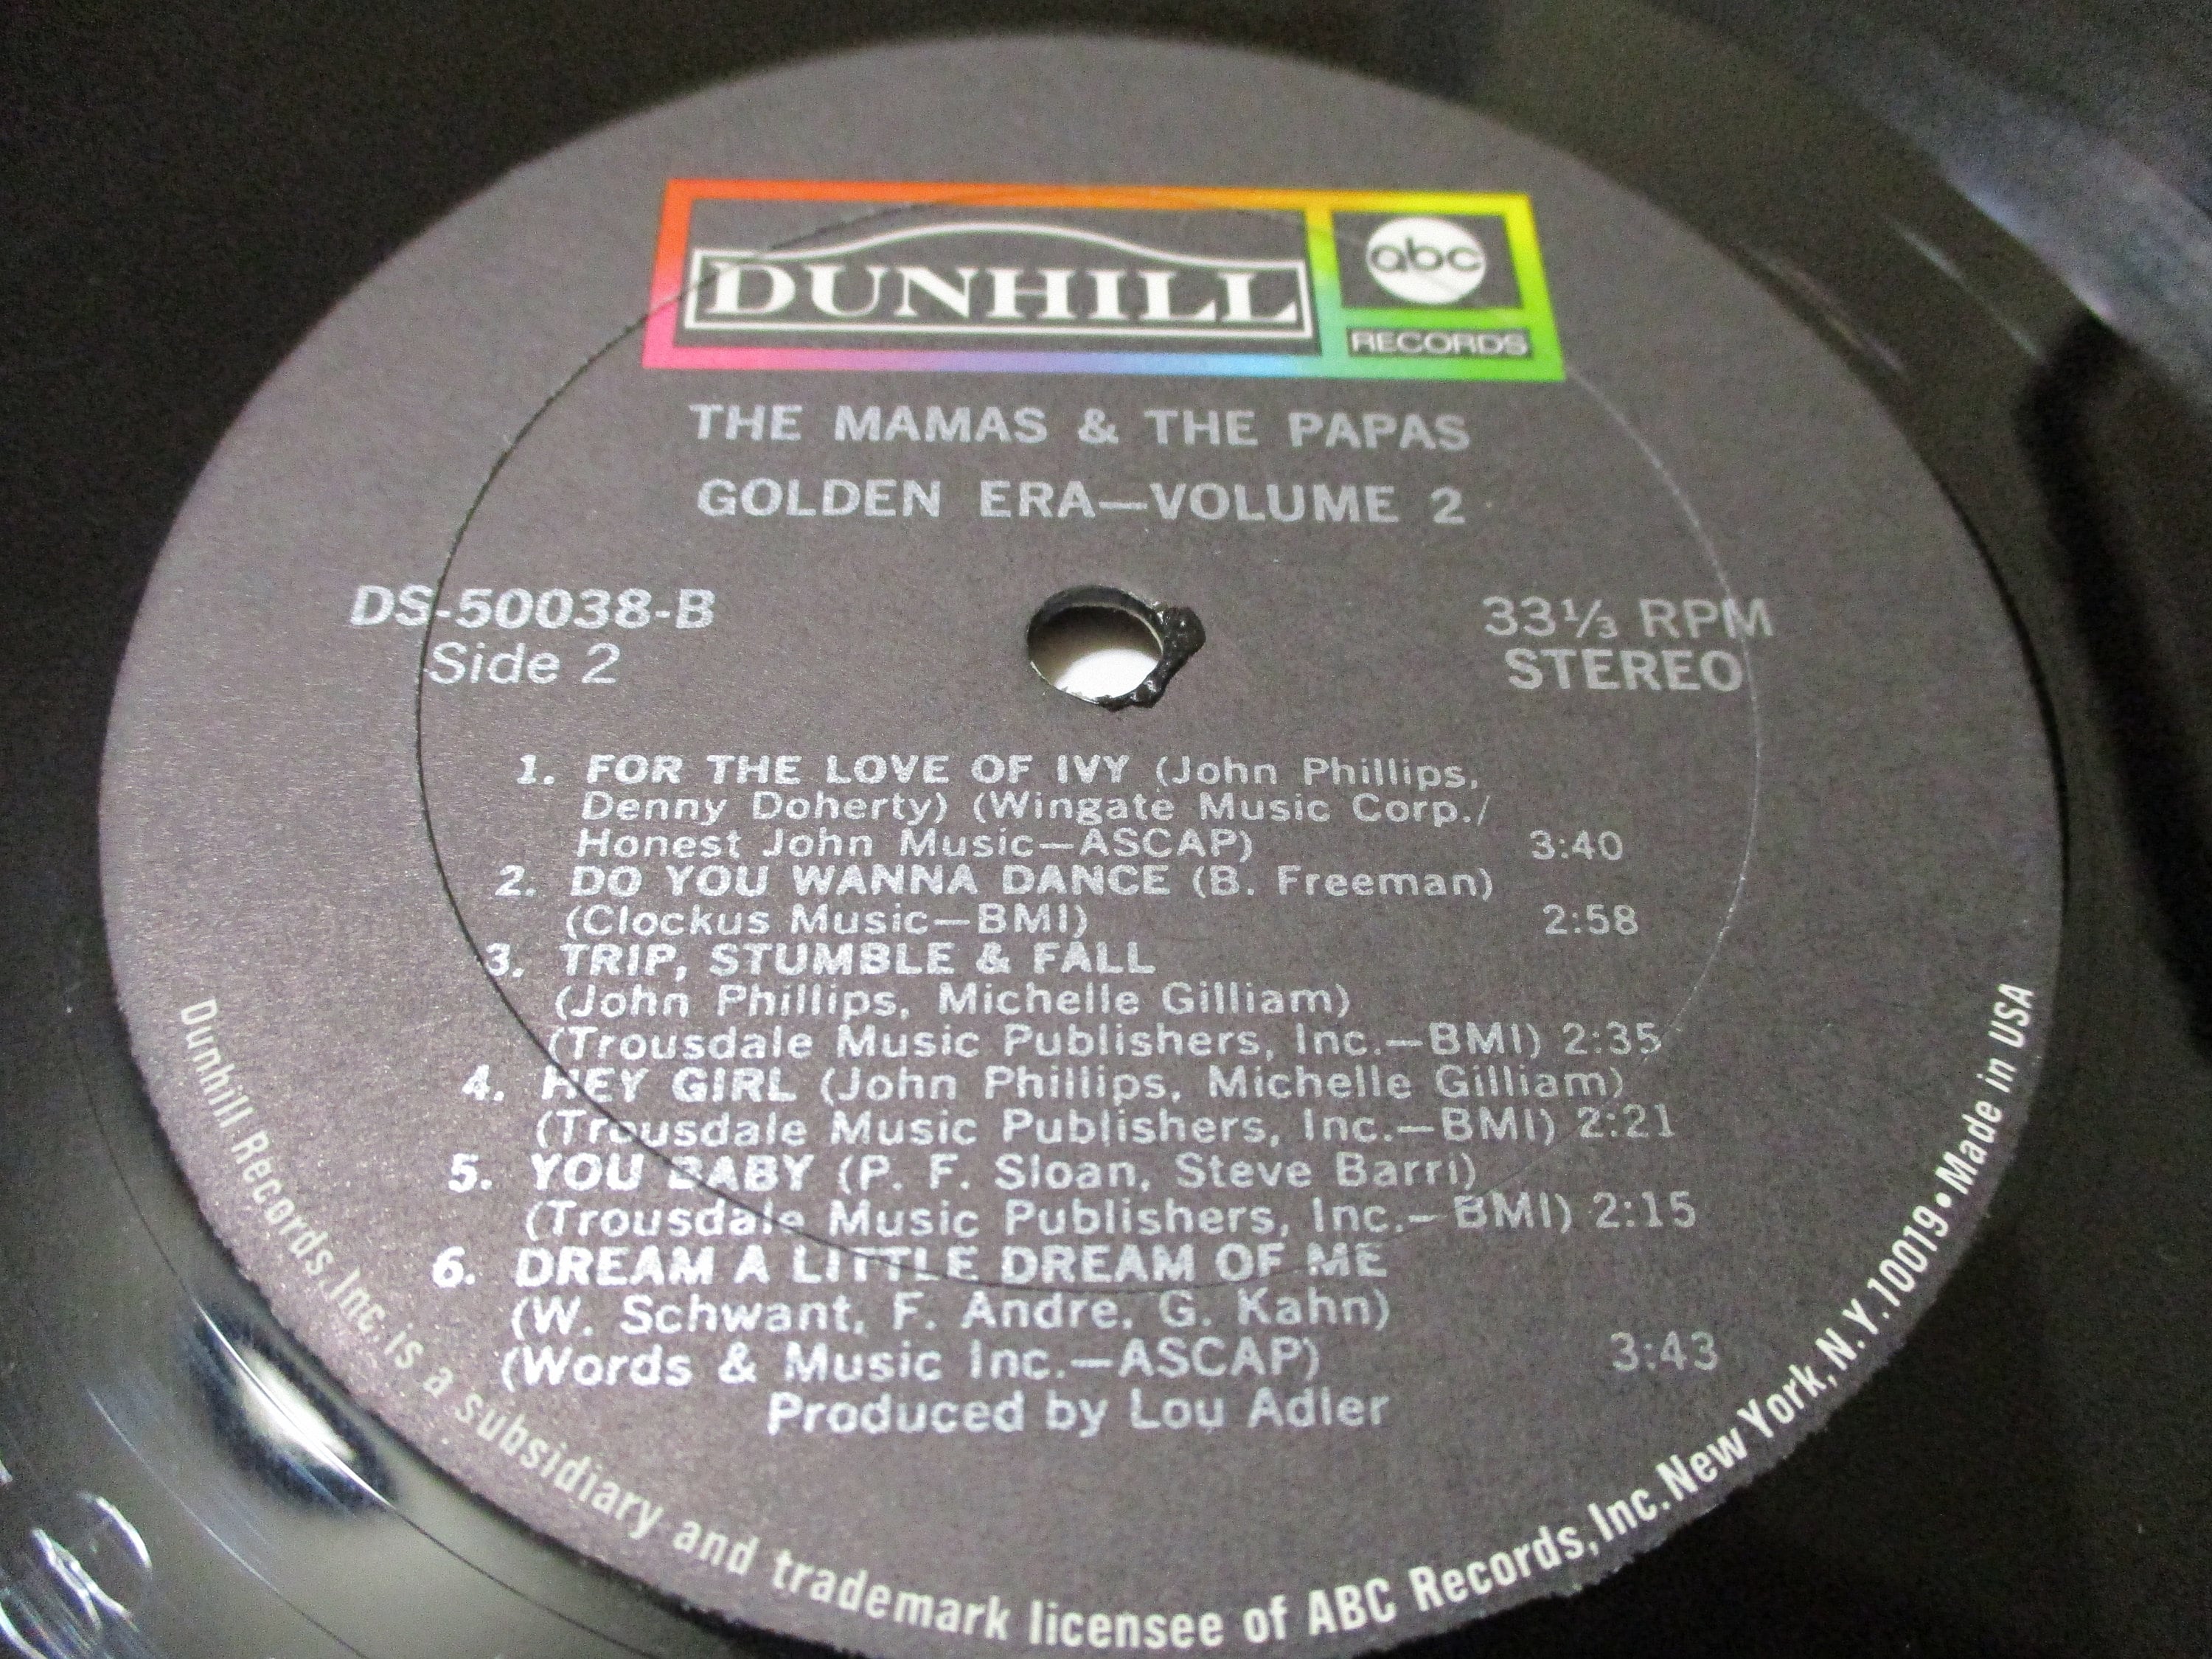 DUNHILL
abc
RECORDS
THE MAMAS & THE PAPAS
GOLDEN ERA—VOLUME 2
DS-50038-B
Side 2
33⅓ RPM
STEREO
1. FOR THE LOVE OF IVY (John Phillips,
Denny Doherty) (Wingate Music Corp./
Honest John Music—ASCAP) 3:40
2. DO YOU WANNA DANCE (B. Freeman)
(Clockus Music—BMI) 2:58
3. TRIP, STUMBLE & FALL
(John Phillips, Michelle Gilliam)
(Trousdale Music Publishers, Inc.—BMI) 2:35
4. HEY GIRL (John Phillips, Michelle Gilliam)
(Trousdale Music Publishers, Inc.—BMI) 2:21
5. YOU BABY (P. F. Sloan, Steve Barri)
(Trousdale Music Publishers, Inc.—BMI) 2:15
6. DREAM A LITTLE DREAM OF ME
(W. Schwant, F. Andre, G. Kahn)
(Words & Music Inc.—ASCAP) 3:43
Produced by Lou Adler
Dunhill Records, Inc. is a subsidiary and trademark licensee of ABC Records, Inc. New York, N.Y. 10019 • Made in USA